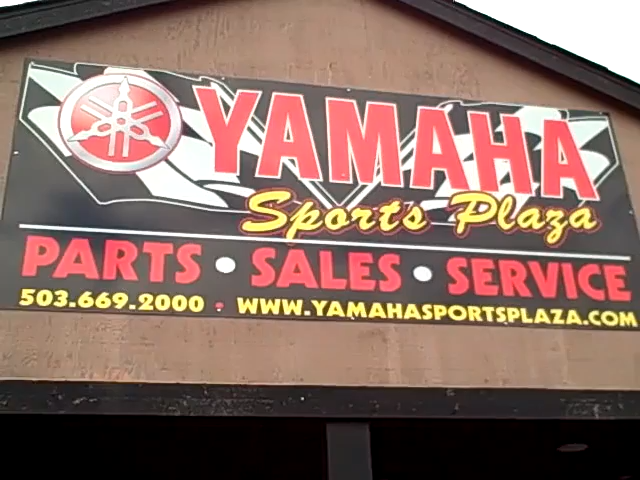 YAMAHA
Sports Plaza
PARTS • SALES • SERVICE
503.669.2000 • WWW.YAMAHASPORTSPLAZA.COM